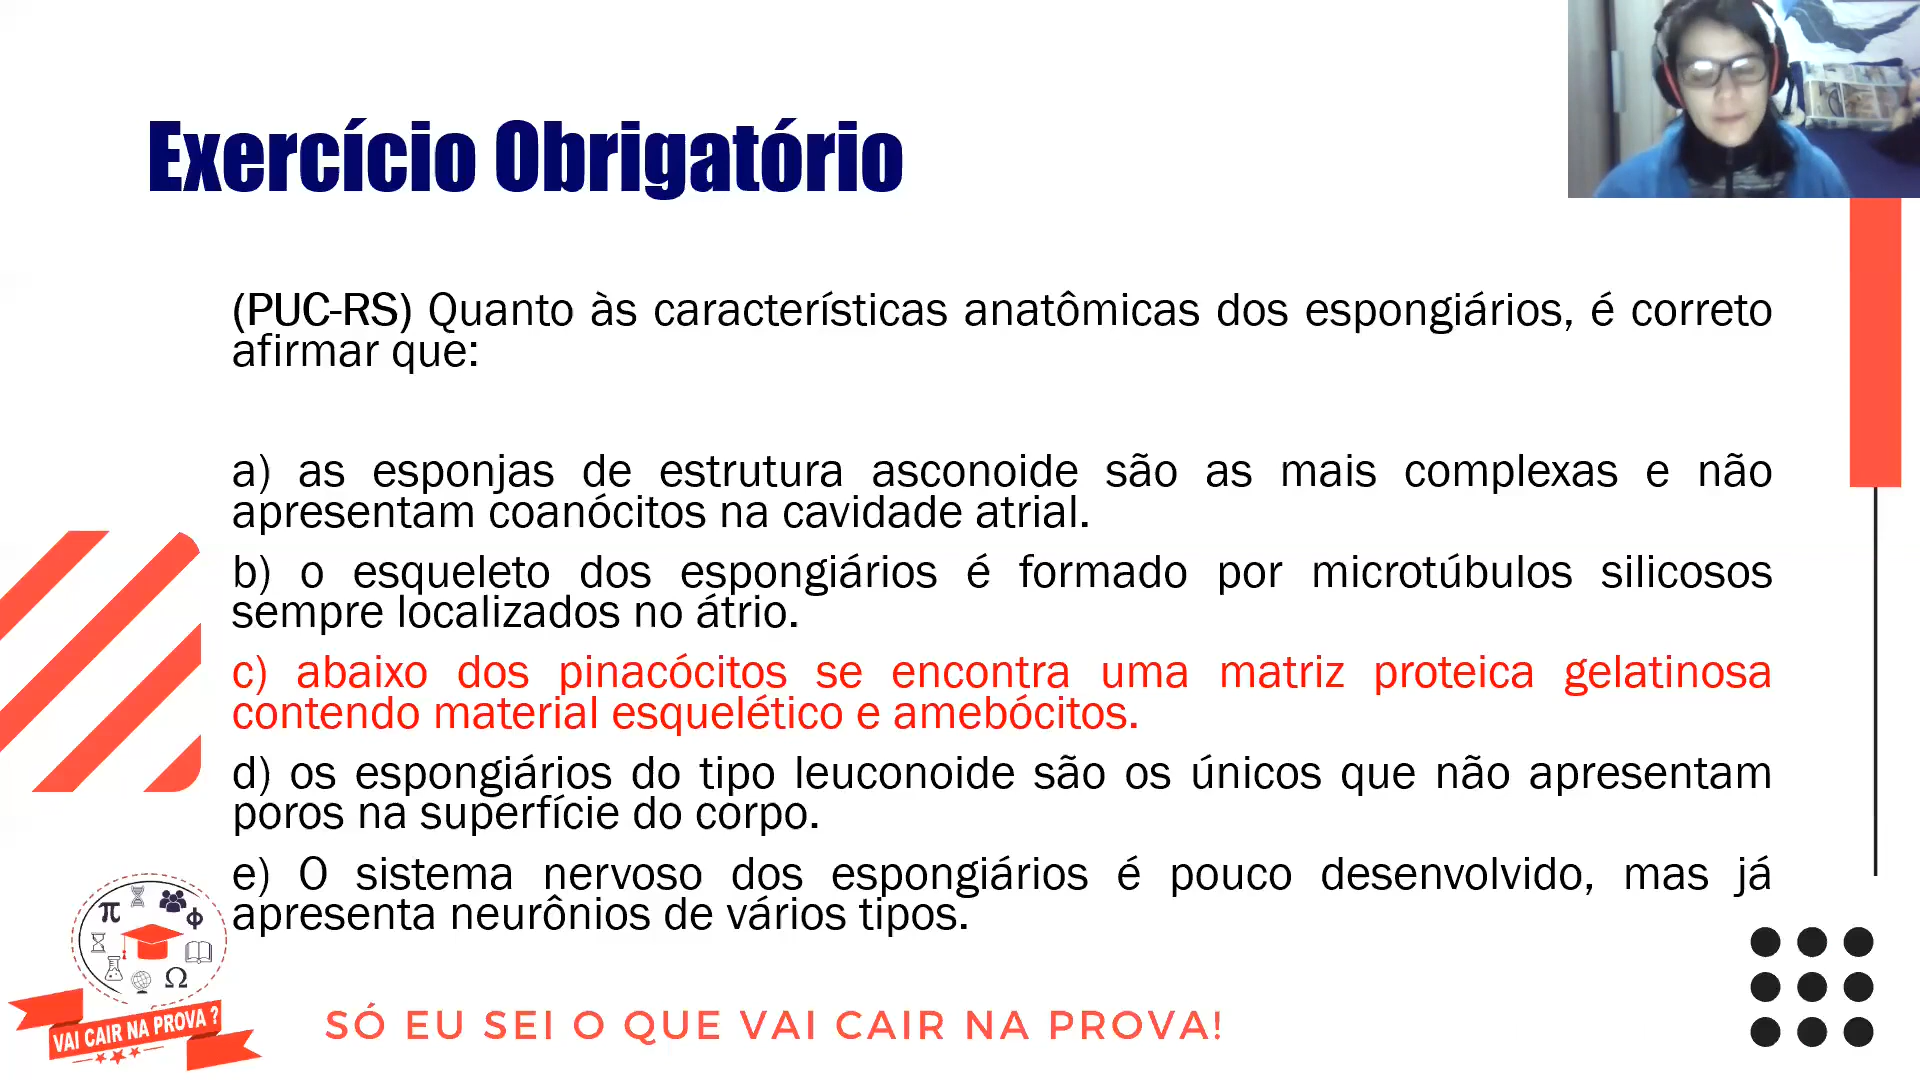 Exercício Obrigatório
(PUC-RS) Quanto às características anatômicas dos espongiários, é correto
afirmar que:
a) as esponjas de estrutura asconoide são as mais complexas e não
apresentam coanócitos na cavidade atrial.
b) o esqueleto dos espongiários é formado por microtúbulos silicosos
sempre localizados no átrio.
c) abaixo dos pinacócitos se encontra uma matriz proteica gelatinosa
contendo material esquelético e amebócitos.
d) os espongiários do tipo leuconoide são os únicos que não apresentam
poros na superfície do corpo.
e) O sistema nervoso dos espongiários é pouco desenvolvido, mas já
apresenta neurônios de vários tipos.
π
ϕ
Ω
VAI CAIR NA PROVA ?
SÓ EU SEI O QUE VAI CAIR NA PROVA!